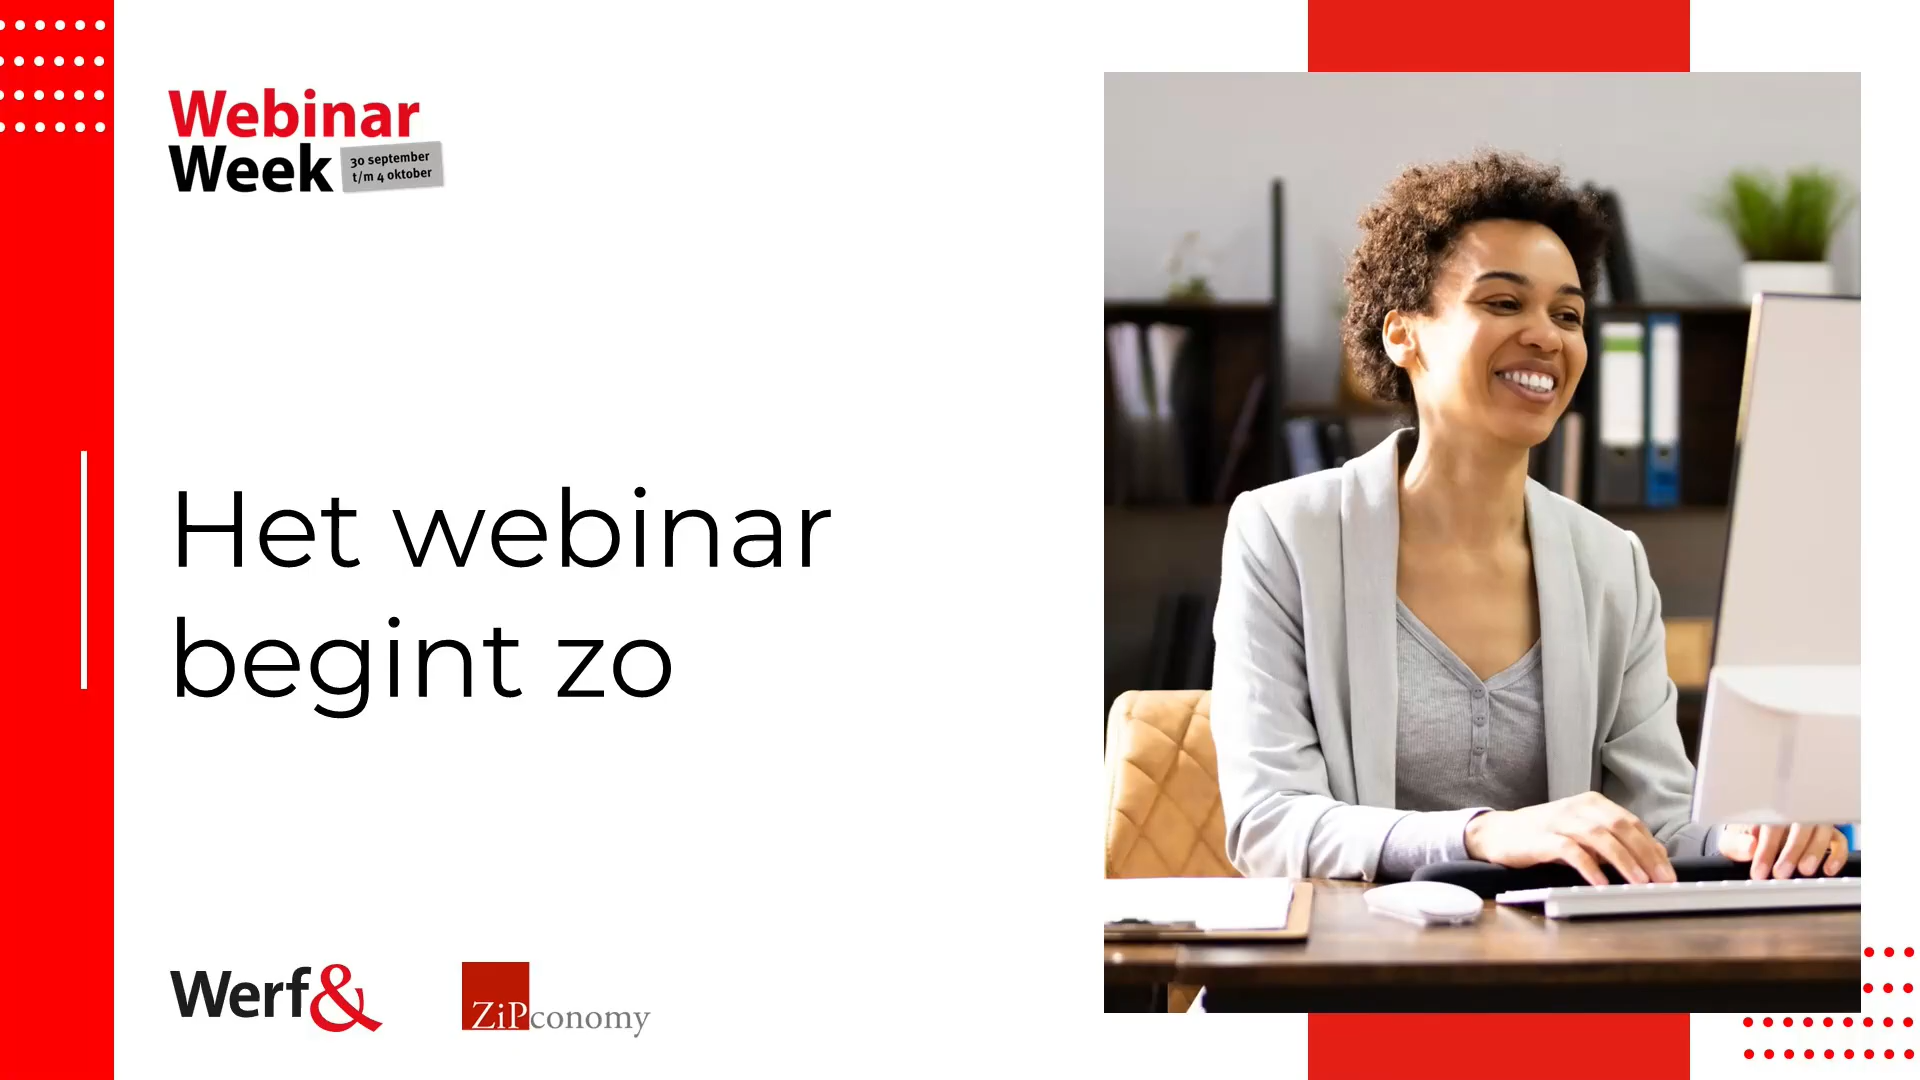 Webinar
Week
30 september
t/m 4 oktober
Het webinar
begint zo
Werf&
ZiPconomy